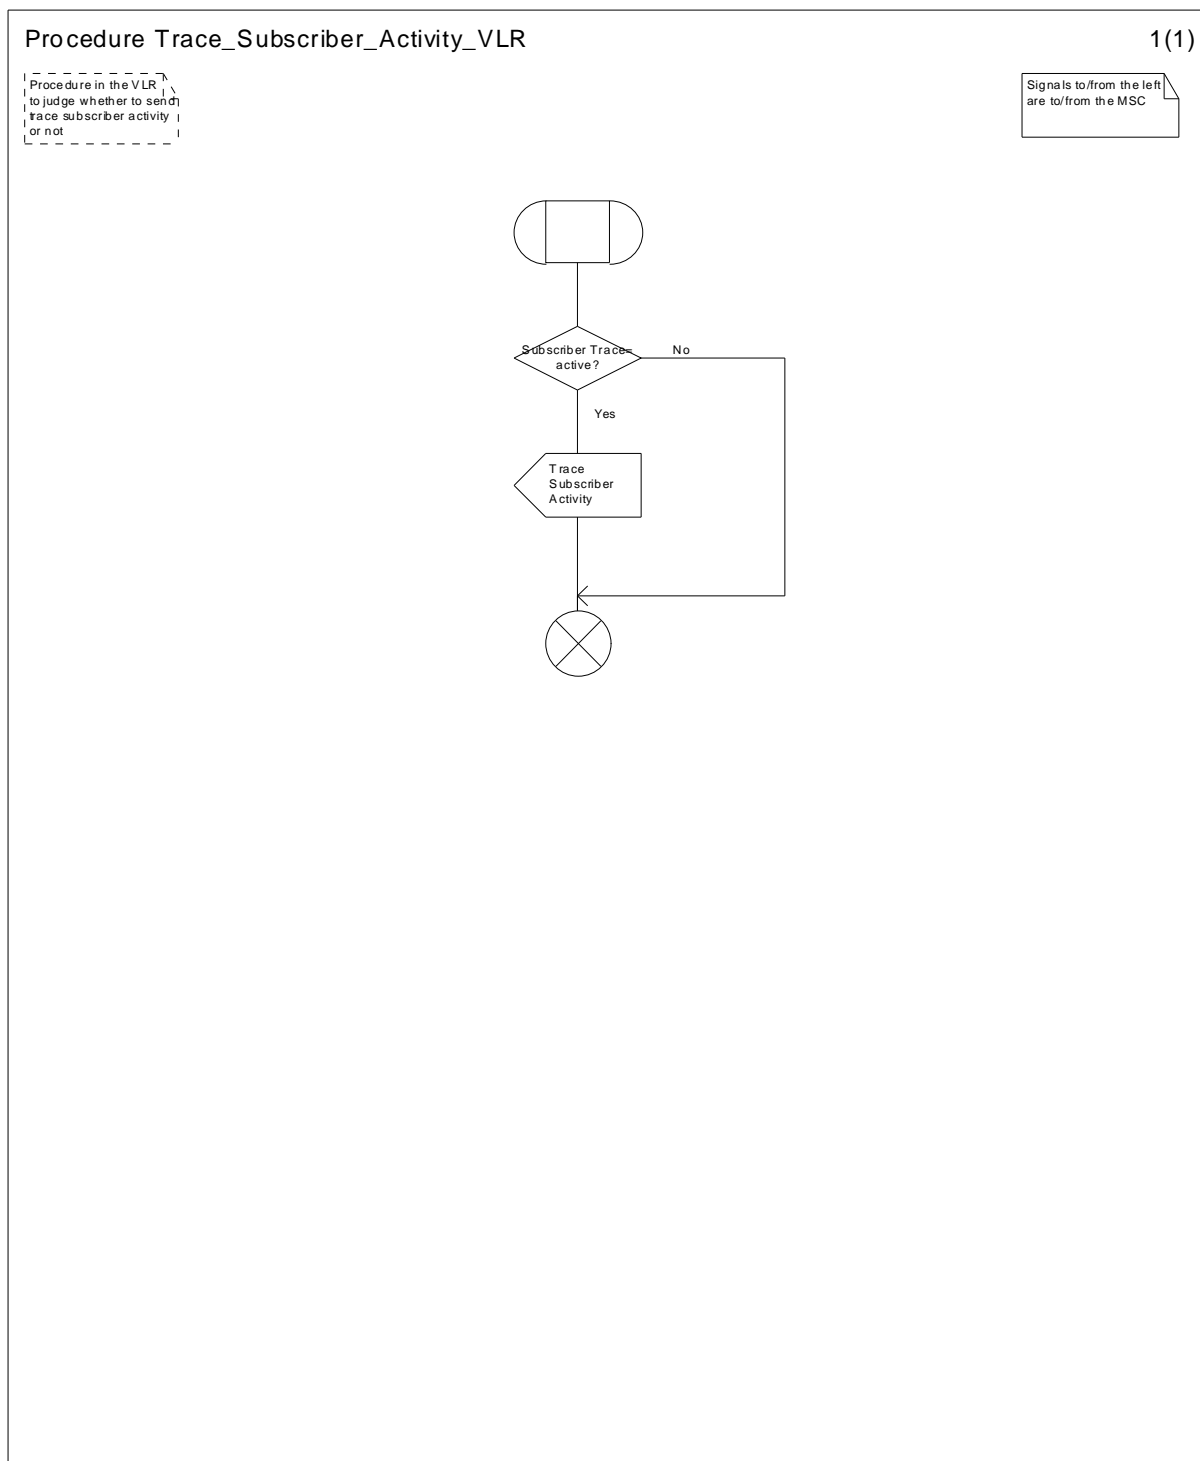 Procedure Trace_Subscriber_Activity_VLR
1(1)
Procedure in the VLR
to judge whether to send
trace subscriber activity
or not
Signals to/from the left
are to/from the MSC
Subscriber Trace=
active?
No
Yes
Trace
Subscriber
Activity